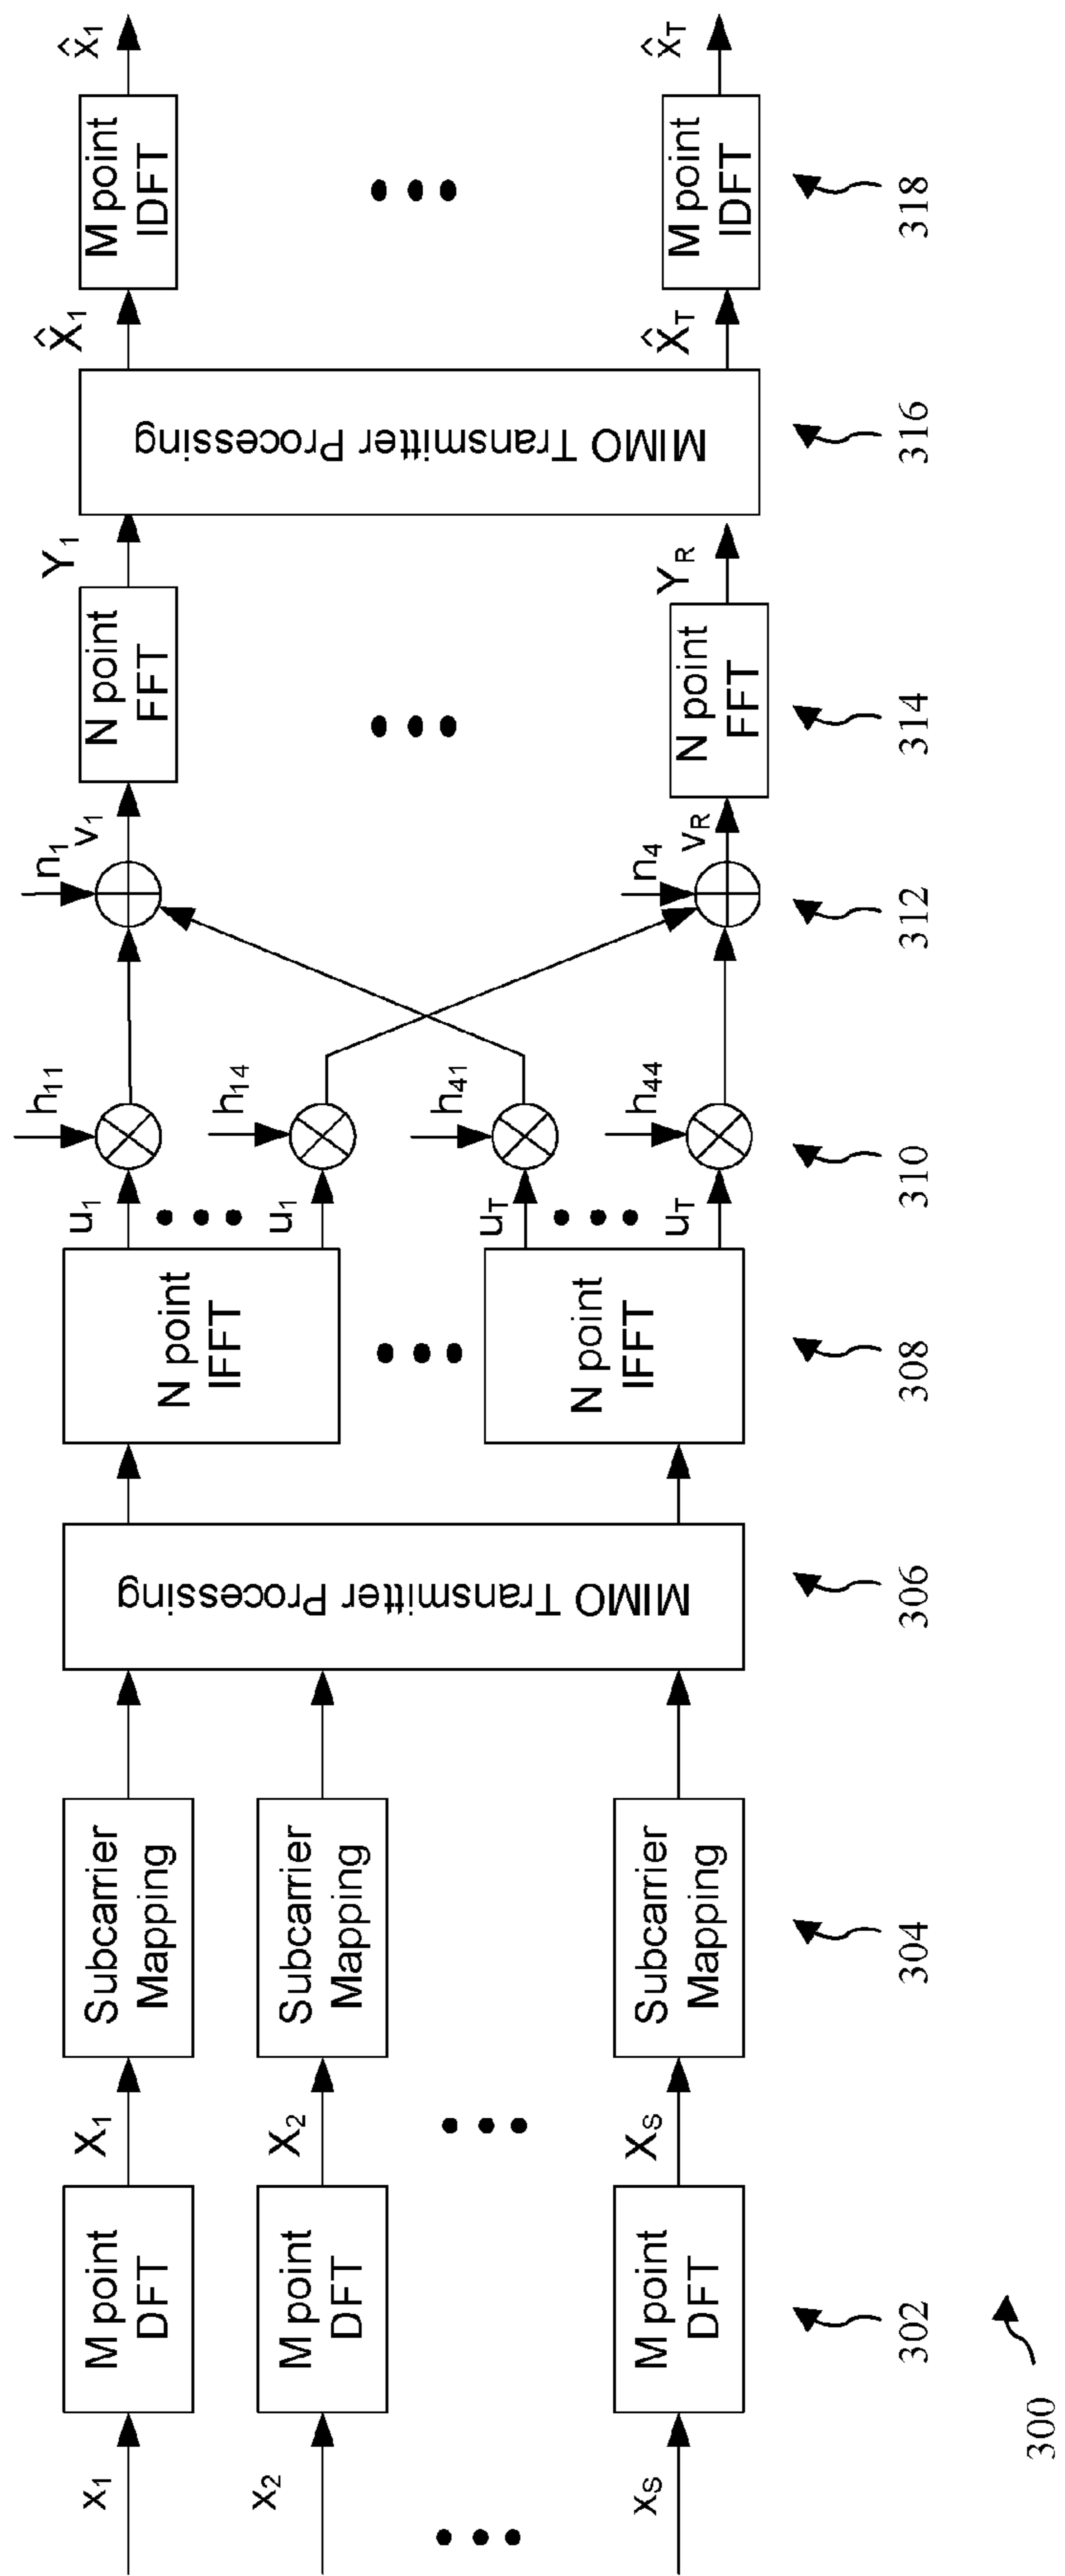 x1
M point
DFT
X1
Subcarrier
Mapping
x2
M point
DFT
X2
Subcarrier
Mapping
xS
M point
DFT
XS
Subcarrier
Mapping
MIMO Transmitter Processing
N point
IFFT
N point
IFFT
u1
h11
u1
h14
uT
h41
uT
h44
n1
v1
n4
vR
N point
FFT
Y1
N point
FFT
YR
MIMO Transmitter Processing
X̂1
M point
IDFT
x̂1
X̂T
M point
IDFT
x̂T
302
304
306
308
310
312
314
316
318
300